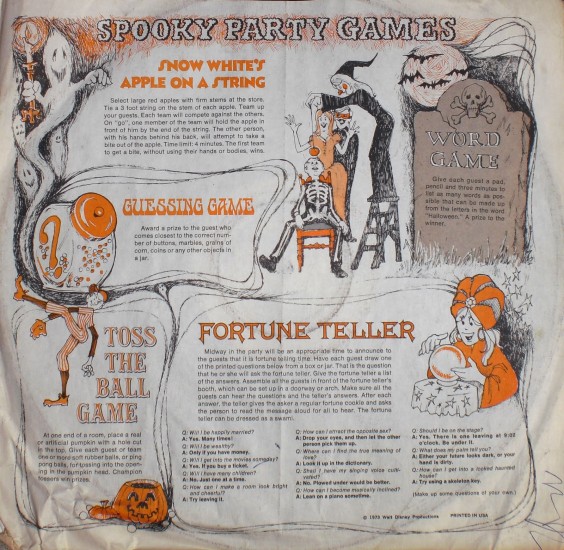 SPOOKY PARTY GAMES
SNOW WHITE'S
APPLE ON A STRING
Select large red apples with firm stems at the store.
Tie a 3 foot string on the stem of each apple. Team up
your guests. Each team will compete against the others.
On "go", one member of the team will hold the apple in
front of him by the end of the string. The other person,
with his hands behind his back, will attempt to take a
bite out of the apple. Time limit: 4 minutes. The first team
to get a bite, without using their hands or bodies, wins.
WORD
GAME
Give each guest a pad,
pencil and three minutes to
list as many words as pos-
sible that can be made up
from the letters in the word
"Halloween." A prize to the
winner.
GUESSING GAME
Award a prize to the guest who
comes closest to the correct num-
ber of buttons, marbles, grains of
corn, coins or any other objects in
a jar.
TOSS
THE
BALL
GAME
At one end of a room, place a real
or artificial pumpkin with a hole cut
in the top. Give each guest or team
one or more soft rubber balls, or ping
pong balls, for tossing into the open-
ing in the pumpkin head. Champion
tossers win prizes.
FORTUNE TELLER
Midway in the party will be an appropriate time to announce to
the guests that it is fortune telling time. Have each guest draw one
of the printed questions below from a box or jar. That is the question
that he or she will ask the fortune teller. Give the fortune teller a list
of the answers. Assemble all the guests in front of the fortune teller's
booth, which can be set up in a doorway or arch. Make sure all the
guests can hear the questions and the teller's answers. After each
answer, the teller gives the asker a regular fortune cookie and asks
the person to read the message aloud for all to hear. The fortune
teller can be dressed as a swami.
Q: Will I be happily married?
A: Yes. Many times!
Q: Will I be wealthy?
A: Only if you have money.
Q: Will I get into the movies someday?
A: Yes, if you buy a ticket.
Q: Will I have many children?
A: No. Just one at a time.
Q: How can I make a room look bright
and cheerful?
A: Try leaving it.
Q: How can I attract the opposite sex?
A: Drop your eyes, and then let the other
person pick them up.
Q: Where can I find the true meaning of
love?
A: Look it up in the dictionary.
Q: Shall I have my singing voice culti-
vated?
A: No. Plowed under would be better.
Q: How can I become musically inclined?
A: Lean on a piano sometime.
Q: Should I be on the stage?
A: Yes. There is one leaving at
o'clock. Be under it.
Q: What does my palm tell you?
A: Either your future looks dark, or your
hand is dirty.
Q: How can I get into a locked haunted
house?
A: Try using a skeleton key.
(Make up some questions of your own.)
© 1979 Walt Disney Productions PRINTED IN USA